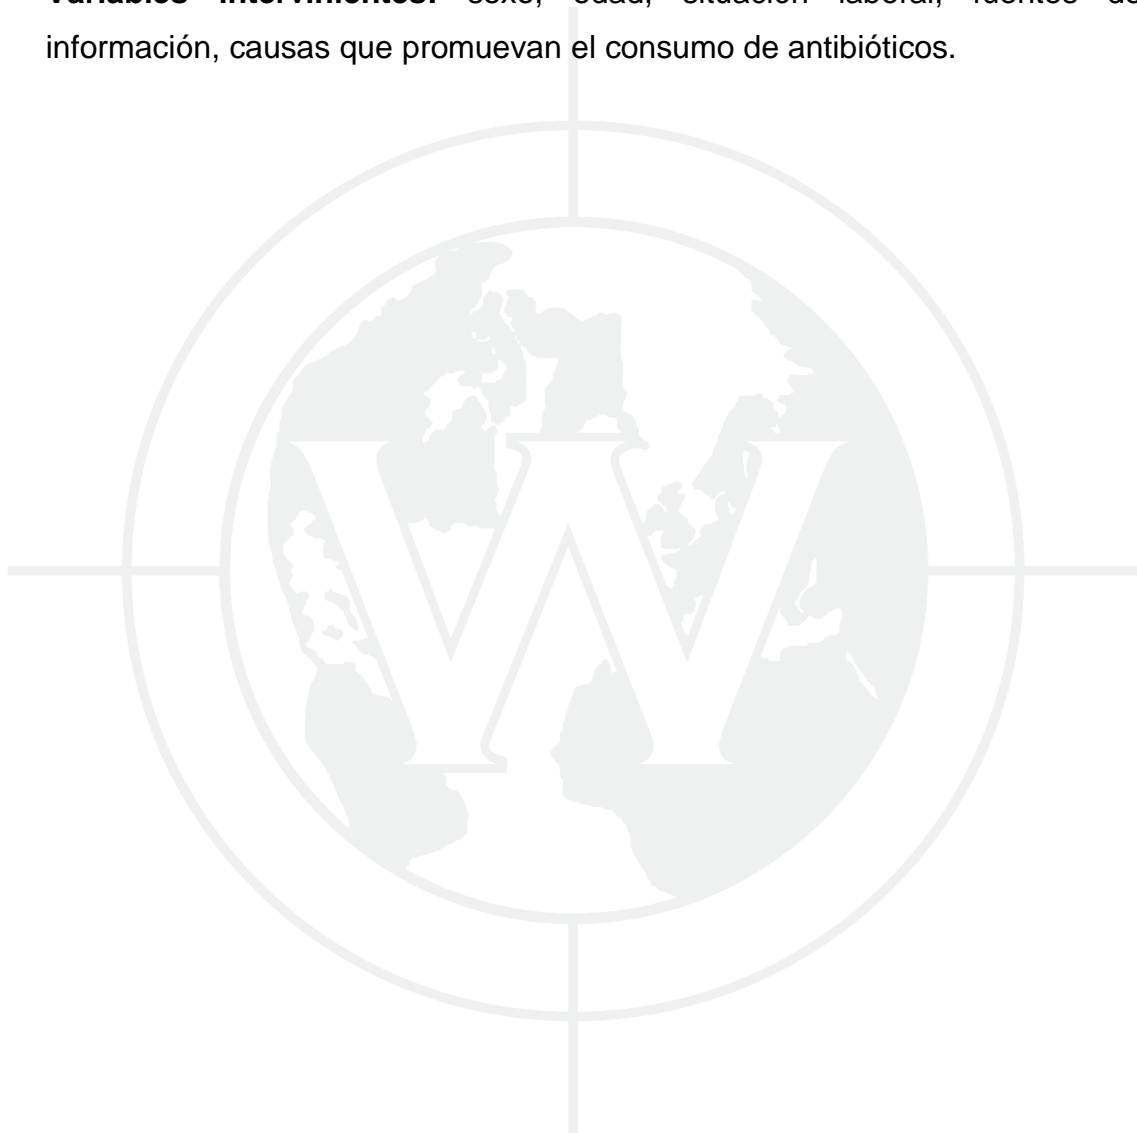 Variables Intervinientes: sexo, edad, situación laboral, fuentes de
información, causas que promuevan el consumo de antibióticos.
W